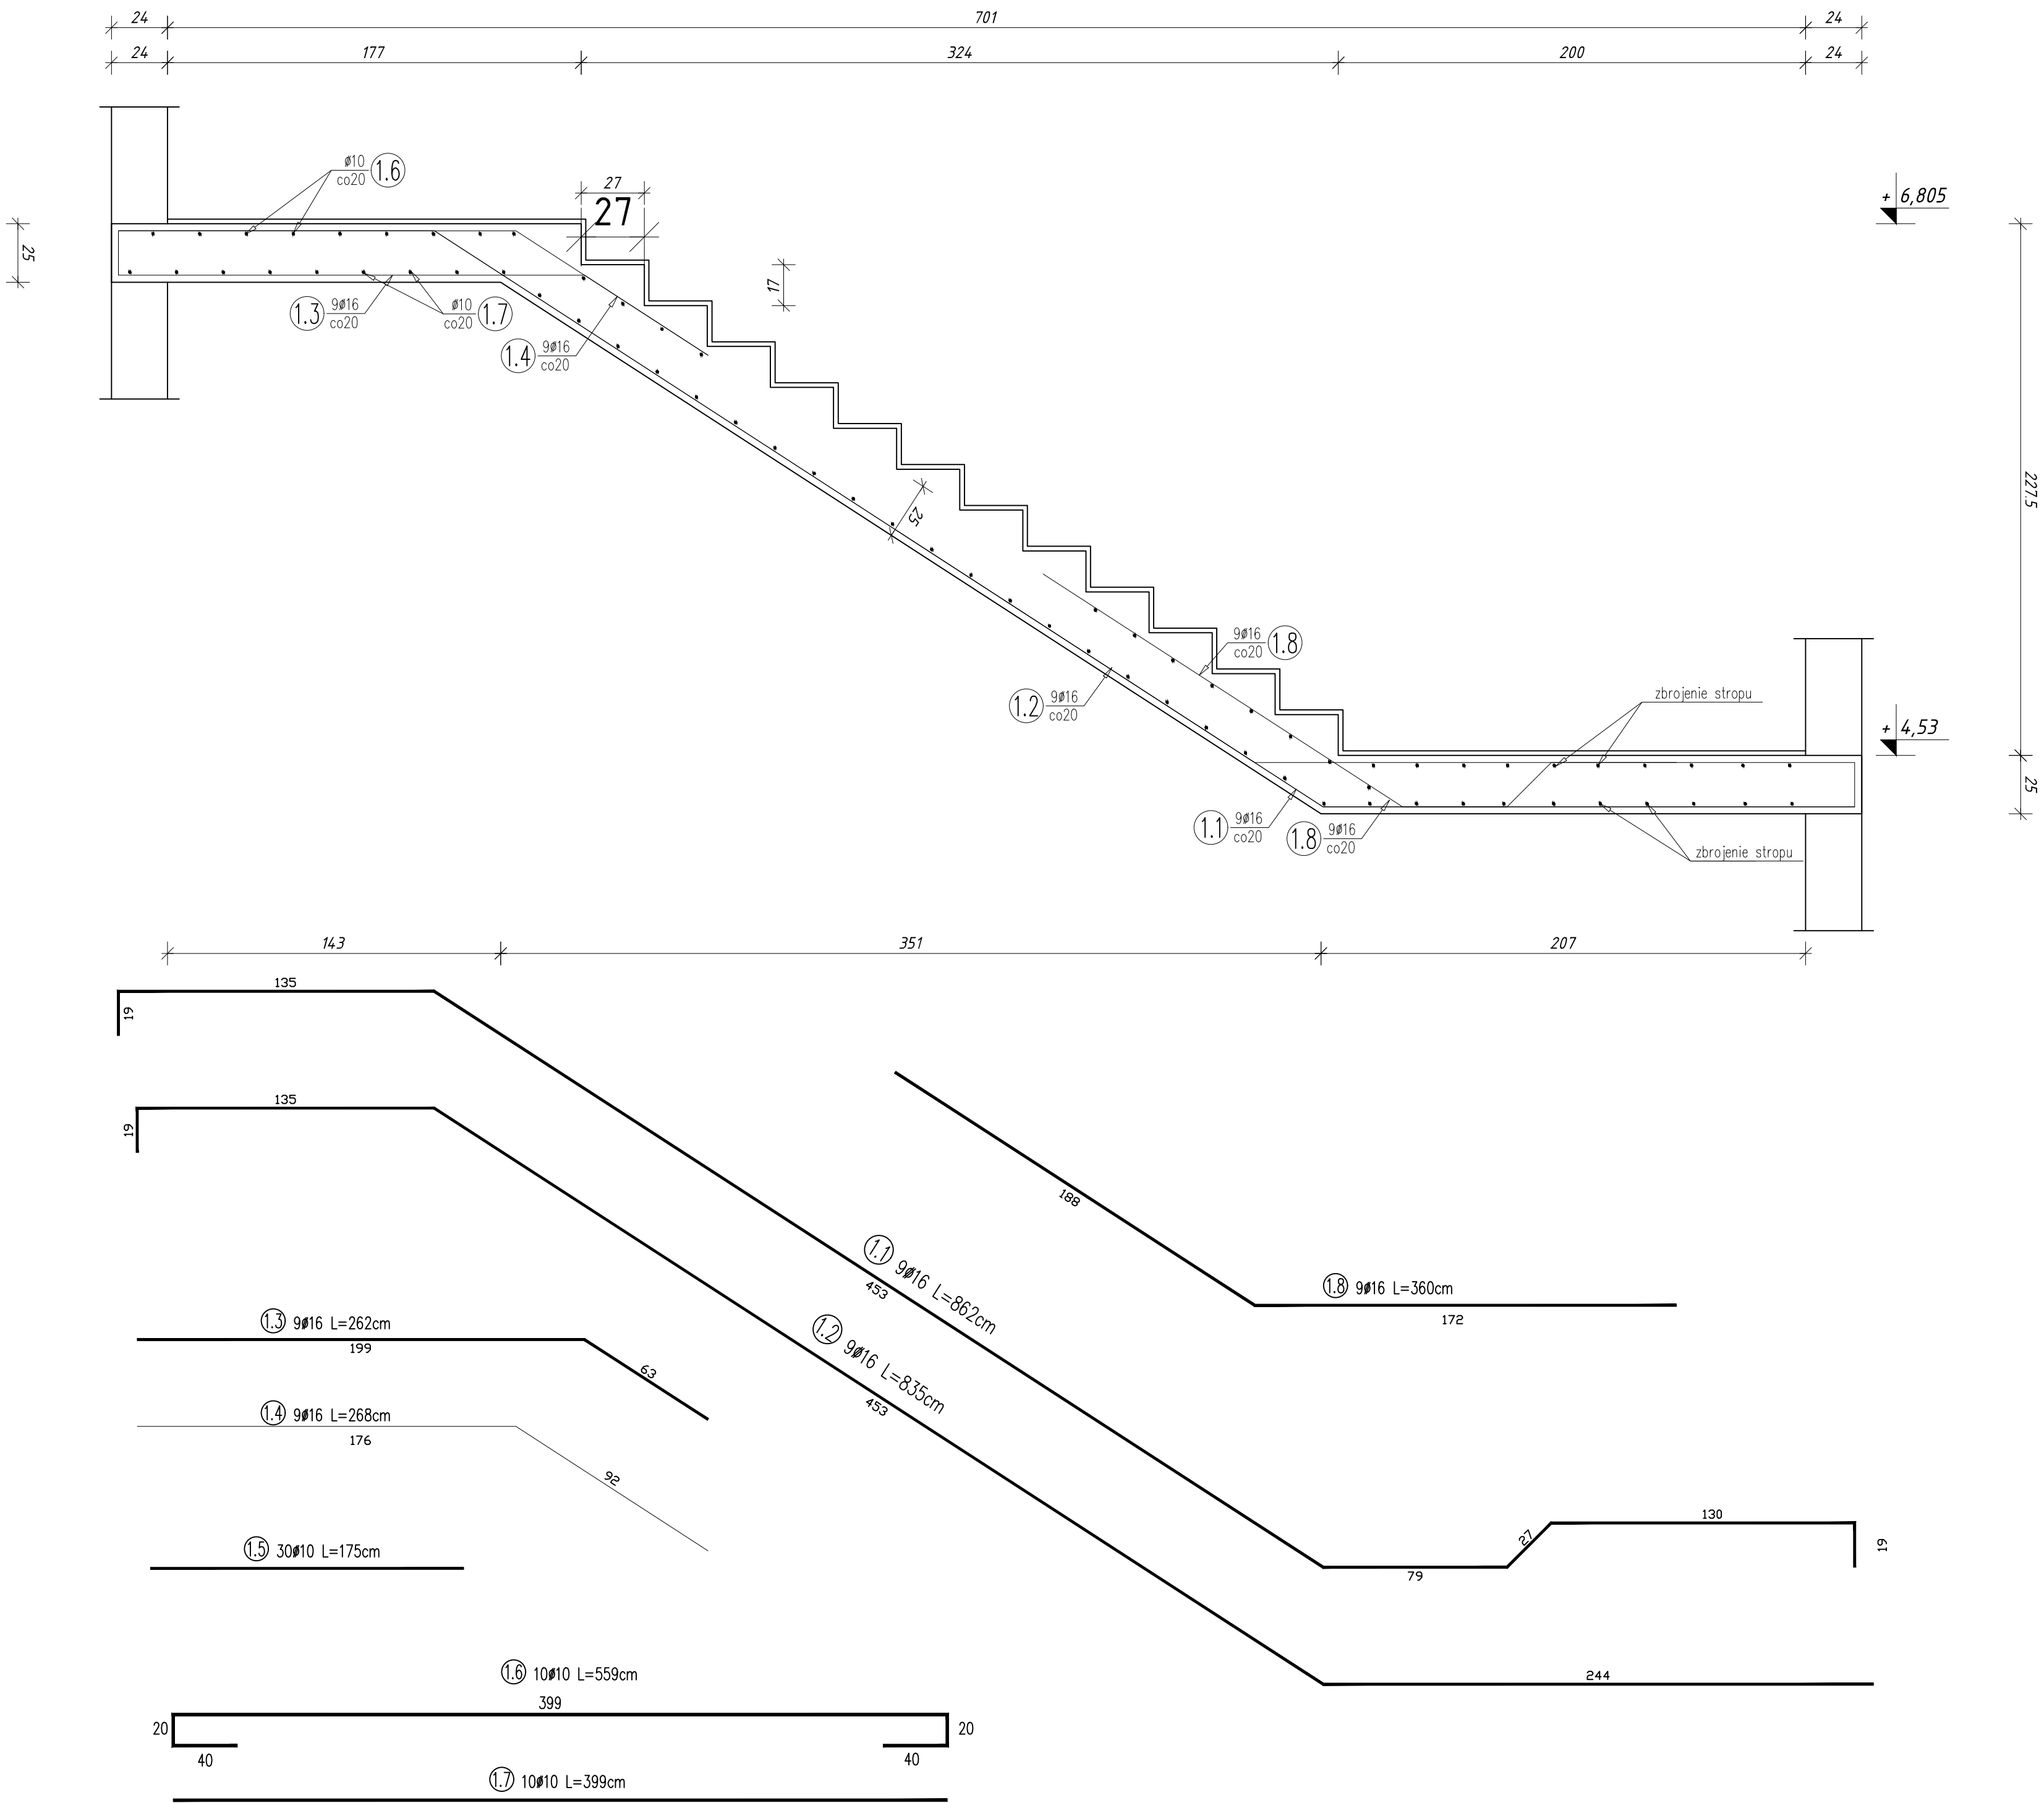 24 701 24
24 177 324 200 24
ø10
co20
1.6
27
27
+ 6,805
25
17
1.3
9ø16
co20
ø10
co20
1.7
1.4
9ø16
co20
227.5
25
9ø16
co20
1.8
1.2
9ø16
co20
zbrojenie stropu
+ 4,53
25
1.1
9ø16
co20
1.8
9ø16
co20
zbrojenie stropu
143 351 207
135
19
135
19
188
1.1 9ø16 L=862cm
453
1.8 9ø16 L=360cm
172
1.3 9ø16 L=262cm
199
63
1.2 9ø16 L=835cm
453
1.4 9ø16 L=268cm
176
92
130
27
19
79
1.5 30ø10 L=175cm
244
1.6 10ø10 L=559cm
399
20 20
40 40
1.7 10ø10 L=399cm